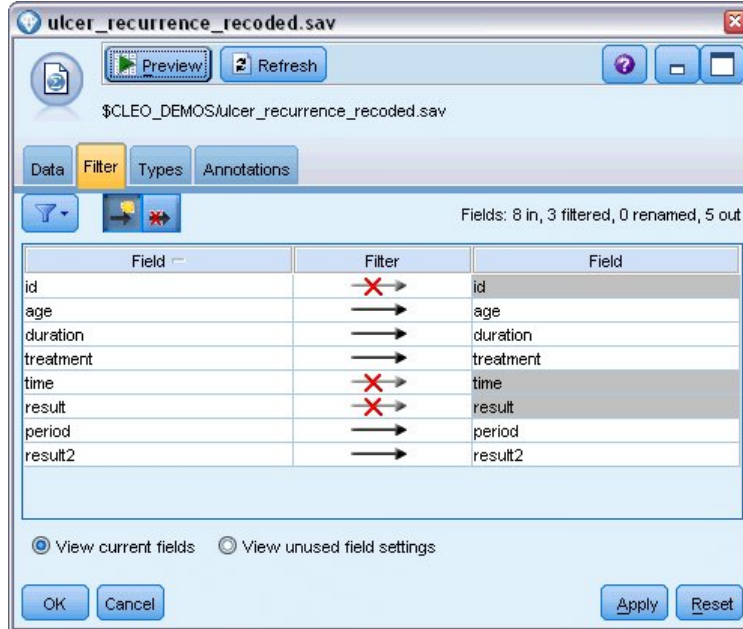 ulcer_recurrence_recoded.sav
Preview Refresh
$CLEO_DEMOS/ulcer_recurrence_recoded.sav
Data Filter Types Annotations
Fields: 8 in, 3 filtered, 0 renamed, 5 out
Field Filter Field
id id
age age
duration duration
treatment treatment
time time
result result
period period
result2 result2
View current fields View unused field settings
OK Cancel Apply Reset